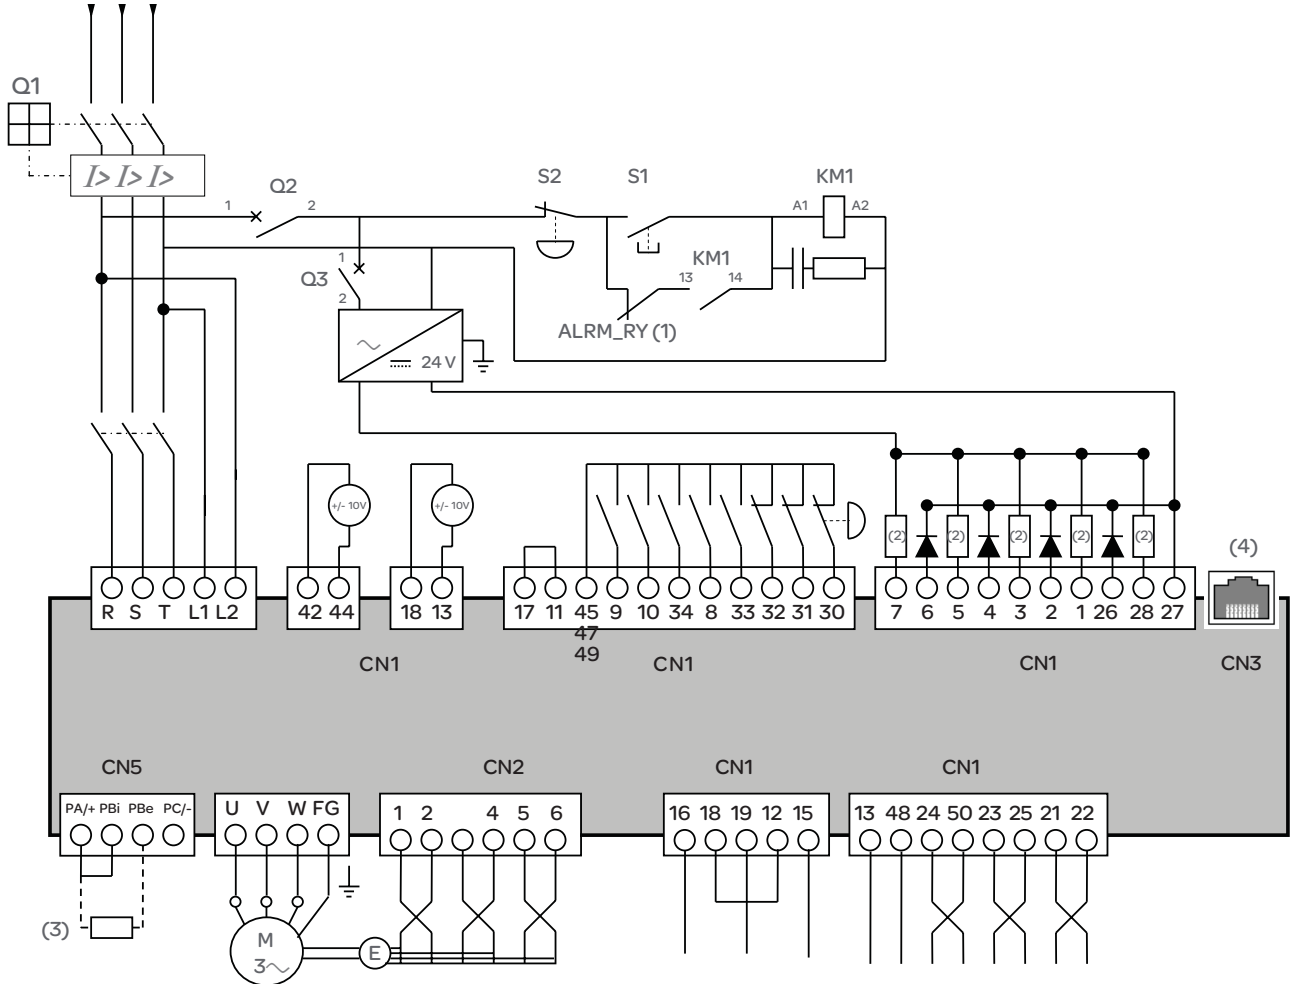 Q1
I> I> I>
Q2
1 2
S2 S1 KM1
A1 A2
Q3
1
2
KM1
13 14
ALRM_RY (1)
24 V
+/- 10V +/- 10V
(2) (2) (2) (2) (2)
(4)
R S T L1 L2
42 44
18 13
17 11 45 9 10 34 8 33 32 31 30
47
49
7 6 5 4 3 2 1 26 28 27
CN1 CN1 CN1 CN3
CN5 CN2 CN1 CN1
PA/+ PBi PBe PC/-
U V W FG
1 2 4 5 6
16 18 19 12 15
13 48 24 50 23 25 21 22
(3)
M
3
E